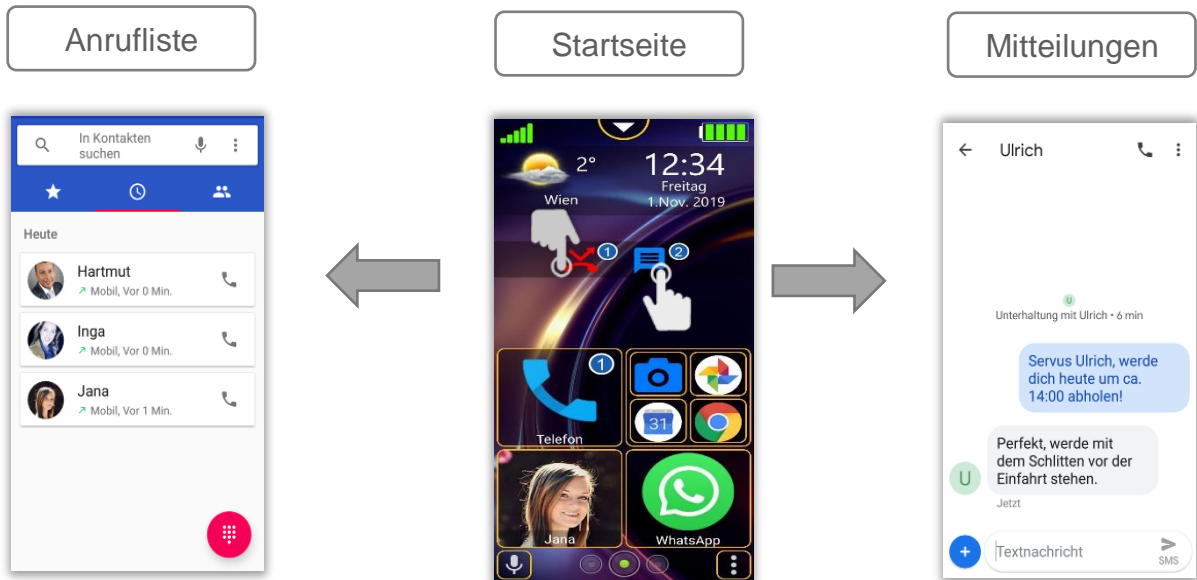 Anrufliste
Startseite
Mitteilungen
In Kontakten
suchen
Heute
Hartmut
Mobil, Vor 0 Min.
Inga
Mobil, Vor 0 Min.
Jana
Mobil, Vor 1 Min.
2°
Wien
12:34
Freitag
1.Nov. 2019
1
2
1
31
Telefon
Jana
WhatsApp
Ulrich
U
Unterhaltung mit Ulrich • 6 min
Servus Ulrich, werde
dich heute um ca.
14:00 abholen!
Perfekt, werde mit
dem Schlitten vor der
Einfahrt stehen.
U
Jetzt
Textnachricht
SMS